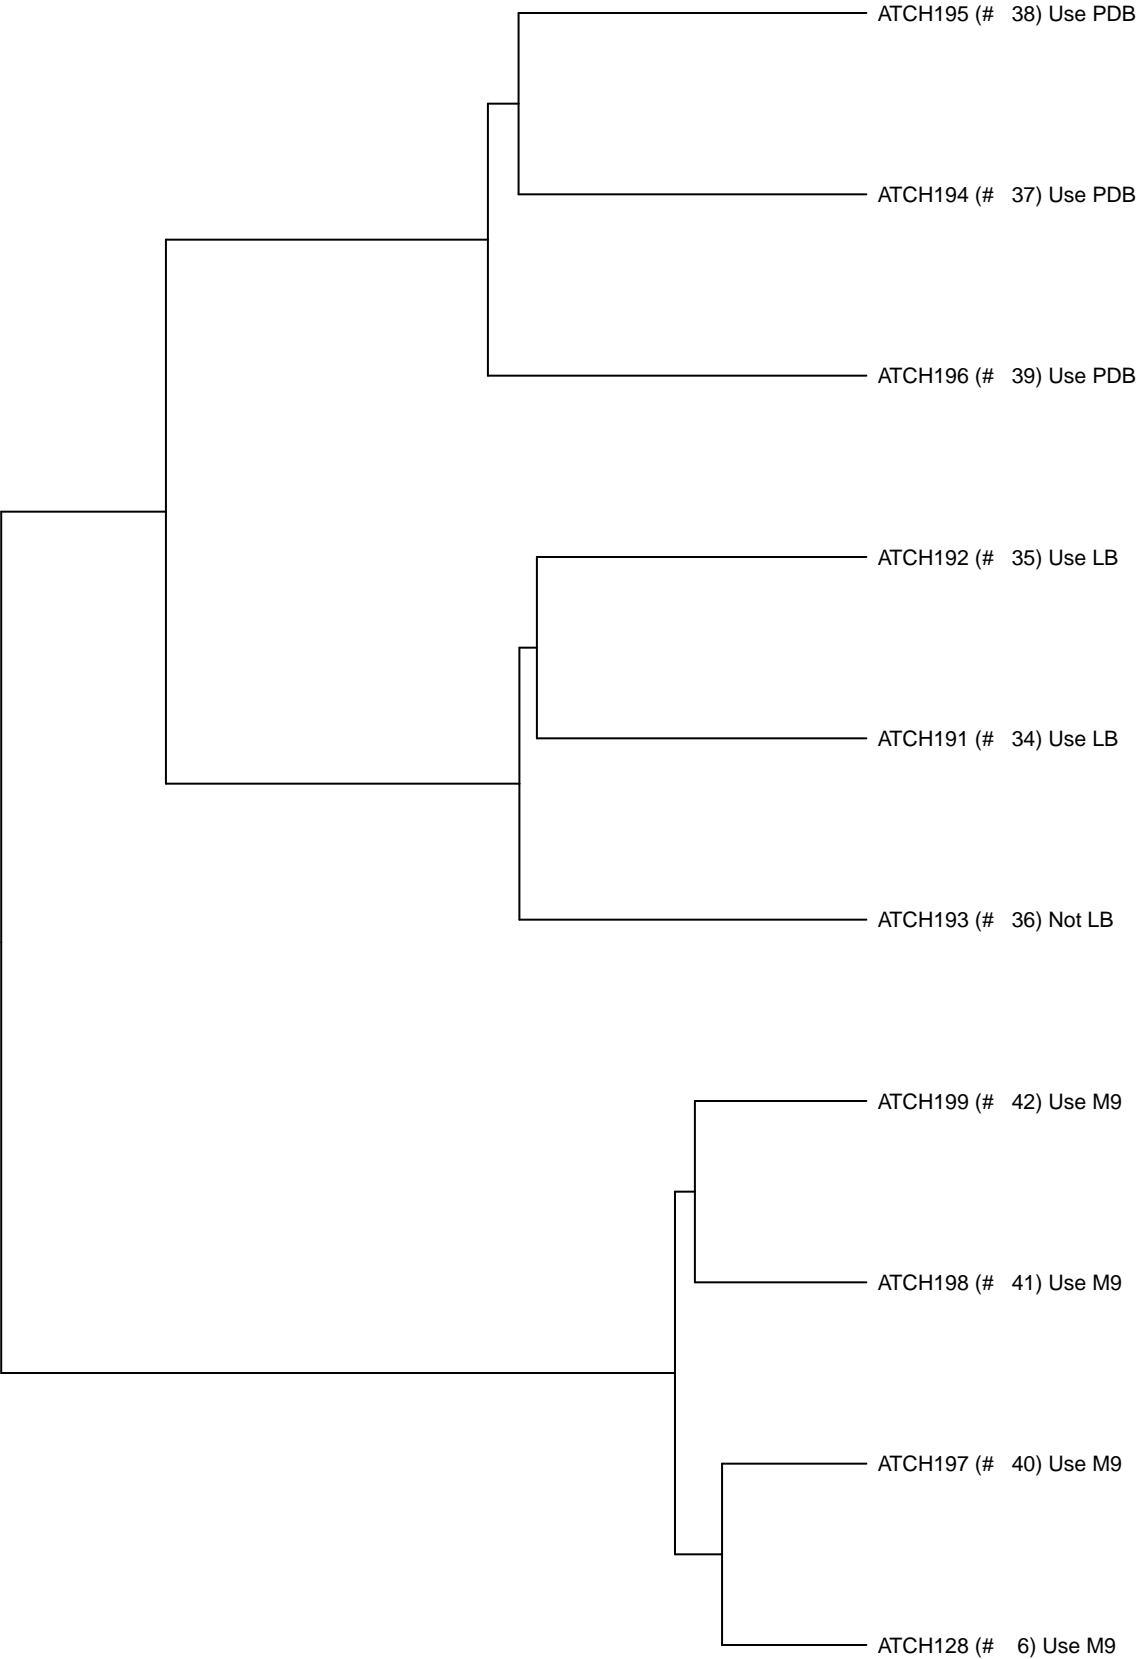 ATCH195 (# 38) Use PDB
ATCH194 (# 37) Use PDB
ATCH196 (# 39) Use PDB
ATCH192 (# 35) Use LB
ATCH191 (# 34) Use LB
ATCH193 (# 36) Not LB
ATCH199 (# 42) Use M9
ATCH198 (# 41) Use M9
ATCH197 (# 40) Use M9
ATCH128 (# 6) Use M9